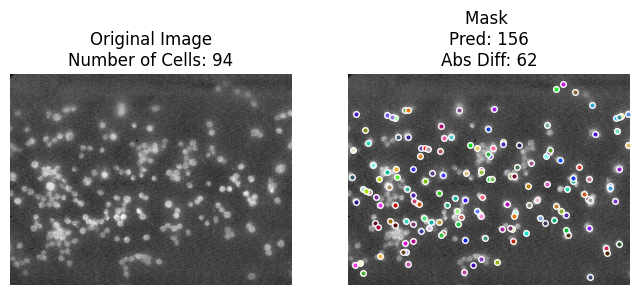 Original Image
Number of Cells: 94
Mask
Pred: 156
Abs Diff: 62